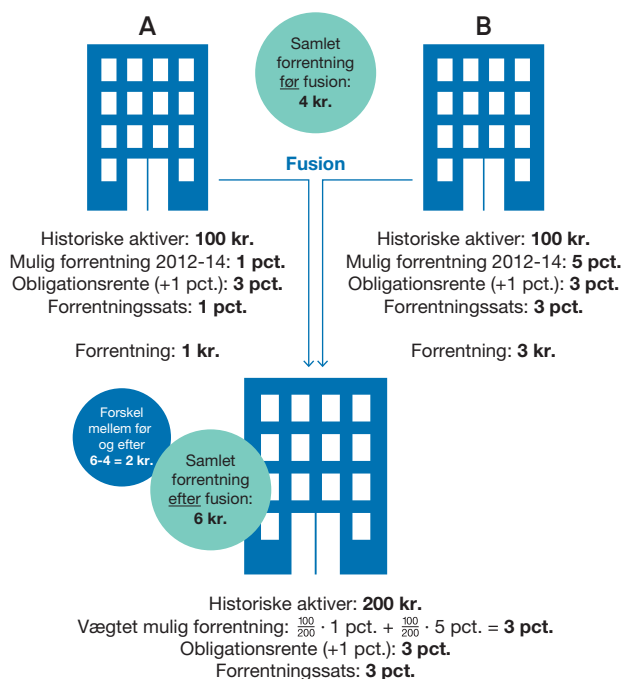 A
B
Samlet
forrentning
før fusion:
4 kr.
Fusion
Historiske aktiver: 100 kr.
Mulig forrentning 2012-14: 1 pct.
Obligationsrente (+1 pct.): 3 pct.
Forrentningssats: 1 pct.
Forrentning: 1 kr.
Historiske aktiver: 100 kr.
Mulig forrentning 2012-14: 5 pct.
Obligationsrente (+1 pct.): 3 pct.
Forrentningssats: 3 pct.
Forrentning: 3 kr.
Forskel
mellem før
og efter
6-4 = 2 kr.
Samlet
forrentning
efter fusion:
6 kr.
Historiske aktiver: 200 kr.
Vægtet mulig forrentning: 100/200 · 1 pct. + 100/200 · 5 pct. = 3 pct.
Obligationsrente (+1 pct.): 3 pct.
Forrentningssats: 3 pct.